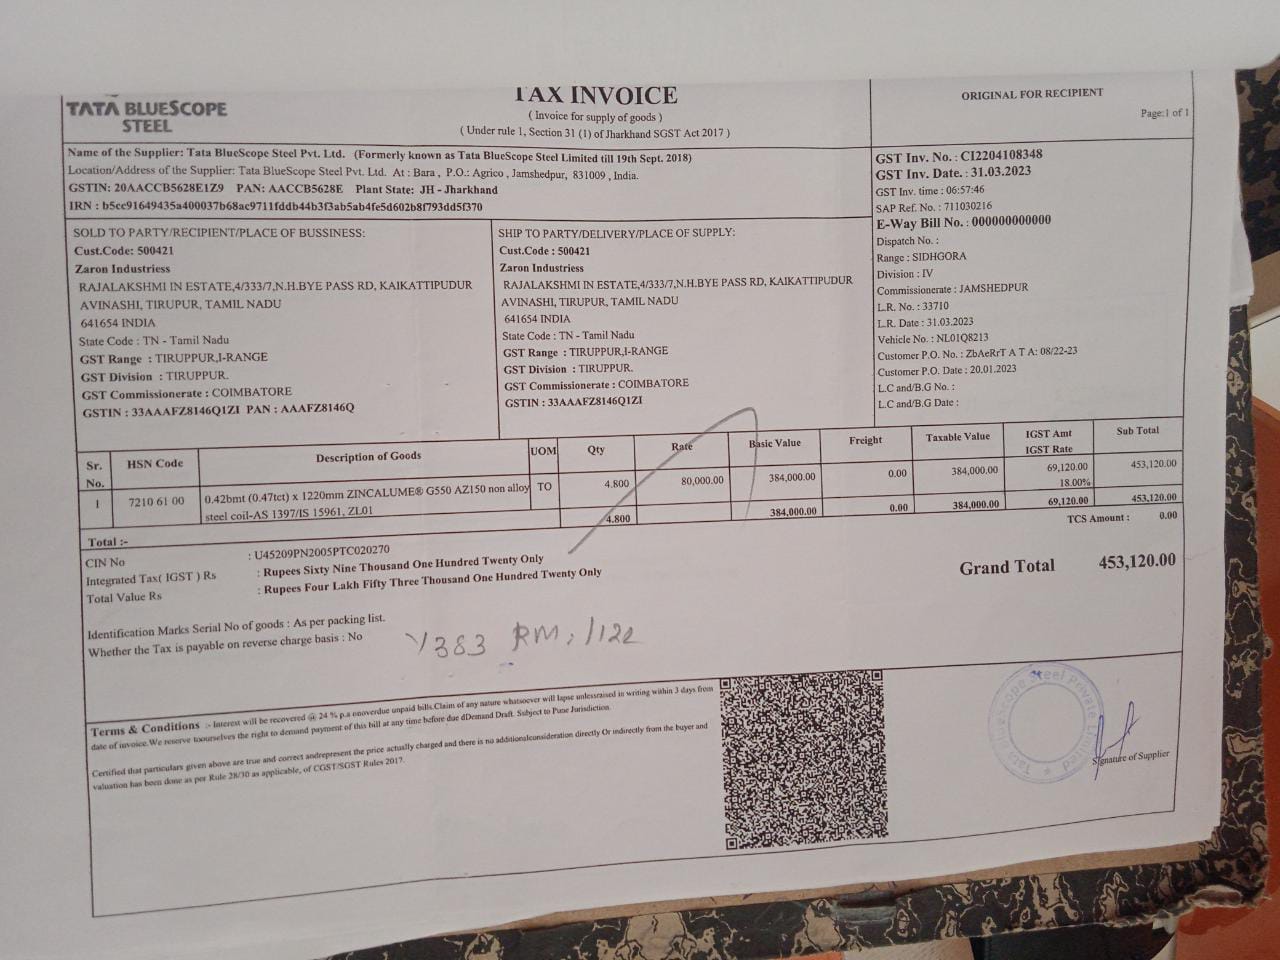 TATA BLUESCOPE
STEEL
TAX INVOICE
( Invoice for supply of goods )
( Under rule 1, Section 31 (1) of Jharkhand SGST Act 2017 )
ORIGINAL FOR RECIPIENT
Page:1 of 1
Name of the Supplier: Tata BlueScope Steel Pvt. Ltd. (Formerly known as Tata BlueScope Steel Limited till 19th Sept. 2018)
Location/Address of the Supplier: Tata BlueScope Steel Pvt. Ltd. At : Bara , P.O.: Agrico , Jamshedpur, 831009 , India.
GSTIN: 20AACCB5628E1Z9 PAN: AACCB5628E Plant State: JH - Jharkhand
IRN : b5cc91649435a400037b68ac9711fddb44b3f3ab5ab4fe5d602b8f793dd5f370
GST Inv. No. : CI2204108348
GST Inv. Date. : 31.03.2023
GST Inv. time : 06:57:46
SAP Ref. No. : 711030216
E-Way Bill No. : 000000000000
Dispatch No. :
Range : SIDHGORA
Division : IV
Commissionerate : JAMSHEDPUR
L.R. No. : 33710
L.R. Date : 31.03.2023
Vehicle No. : NL01Q8213
Customer P.O. No. : ZbAeRrT A T A: 08/22-23
Customer P.O. Date : 20.01.2023
L.C and/B.G No. :
L.C and/B.G Date :
SOLD TO PARTY/RECIPIENT/PLACE OF BUSSINESS:
Cust.Code: 500421
Zaron Industriess
RAJALAKSHMI IN ESTATE,4/333/7,N.H.BYE PASS RD, KAIKATTIPUDUR
AVINASHI, TIRUPUR, TAMIL NADU
641654 INDIA
State Code : TN - Tamil Nadu
GST Range : TIRUPPUR,I-RANGE
GST Division : TIRUPPUR.
GST Commissionerate : COIMBATORE
GSTIN : 33AAAFZ8146Q1ZI PAN : AAAFZ8146Q
SHIP TO PARTY/DELIVERY/PLACE OF SUPPLY:
Cust.Code : 500421
Zaron Industriess
RAJALAKSHMI IN ESTATE,4/333/7,N.H.BYE PASS RD, KAIKATTIPUDUR
AVINASHI, TIRUPUR, TAMIL NADU
641654 INDIA
State Code : TN - Tamil Nadu
GST Range : TIRUPPUR,I-RANGE
GST Division : TIRUPPUR.
GST Commissionerate : COIMBATORE
GSTIN : 33AAAFZ8146Q1ZI
Sr. No. HSN Code Description of Goods UOM Qty Rate Basic Value Freight Taxable Value IGST Amt IGST Rate Sub Total
1 7210 61 00 0.42bmt (0.47tct) x 1220mm ZINCALUME® G550 AZ150 non alloy TO 4.800 80,000.00 384,000.00 0.00 384,000.00 69,120.00 453,120.00
steel coil-AS 1397/IS 15961, ZL01 18.00%
Total :- 4.800 384,000.00 0.00 384,000.00 69,120.00 453,120.00
TCS Amount : 0.00
CIN No : U45209PN2005PTC020270
Integrated Tax( IGST ) Rs : Rupees Sixty Nine Thousand One Hundred Twenty Only
Total Value Rs : Rupees Four Lakh Fifty Three Thousand One Hundred Twenty Only
Grand Total 453,120.00
Identification Marks Serial No of goods : As per packing list.
Whether the Tax is payable on reverse charge basis : No
Y383 RM: 1122
Terms & Conditions :- Interest will be recovered @ 24 % p.a onoverdue unpaid bills.Claim of any nature whatsoever will lapse unlessraised in writing within 3 days from
date of invoice.We reserve toourselves the right to demand payment of this bill at any time before due dDemand Draft. Subject to Pune Jurisdiction.
Certified that particulars given above are true and correct andrepresent the price actually charged and there is no additionalconsideration directly Or indirectly from the buyer and
valuation has been done as per Rule 28/30 as applicable, of CGST/SGST Rules 2017.
Tata BlueScope Steel Private Limited
Signature of Supplier